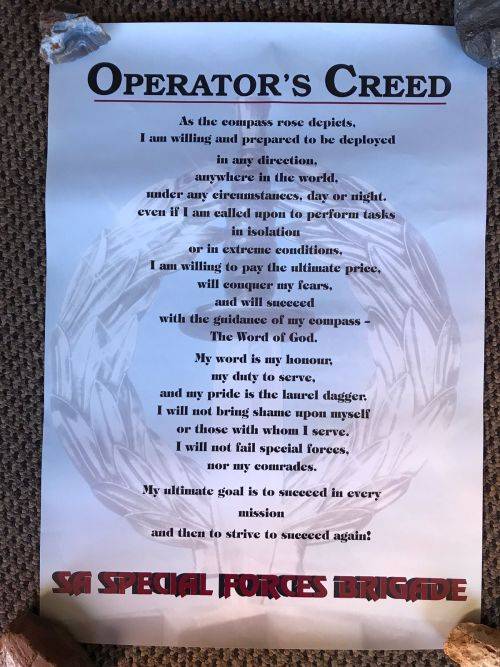 OPERATOR'S CREED
As the compass rose depicts,
I am willing and prepared to be deployed
in any direction,
anywhere in the world,
under any circumstances, day or night.
even if I am called upon to perform tasks
in isolation
or in extreme conditions,
I am willing to pay the ultimate price,
will conquer my fears,
and will succeed
with the guidance of my compass –
The Word of God.
My word is my honour,
my duty to serve,
and my pride is the laurel dagger.
I will not bring shame upon myself
or those with whom I serve.
I will not fail special forces,
nor my comrades.
My ultimate goal is to succeed in every
mission
and then to strive to succeed again!
SA SPECIAL FORCES BRIGADE